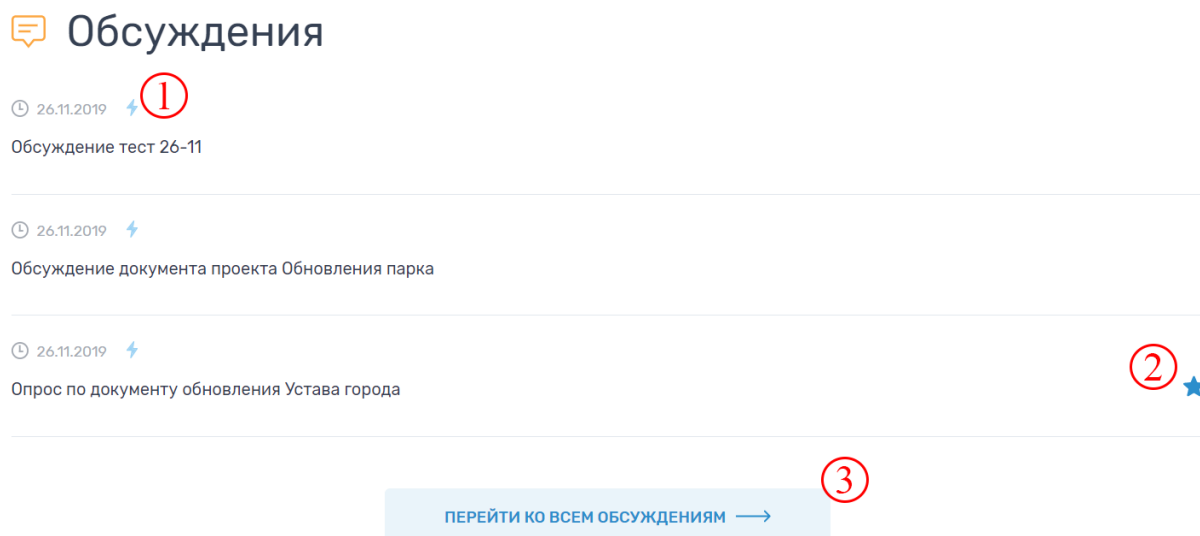 Обсуждения
26.11.2019 1
Обсуждение тест 26-11
26.11.2019
Обсуждение документа проекта Обновления парка
26.11.2019
2
Опрос по документу обновления Устава города
3
ПЕРЕЙТИ КО ВСЕМ ОБСУЖДЕНИЯМ